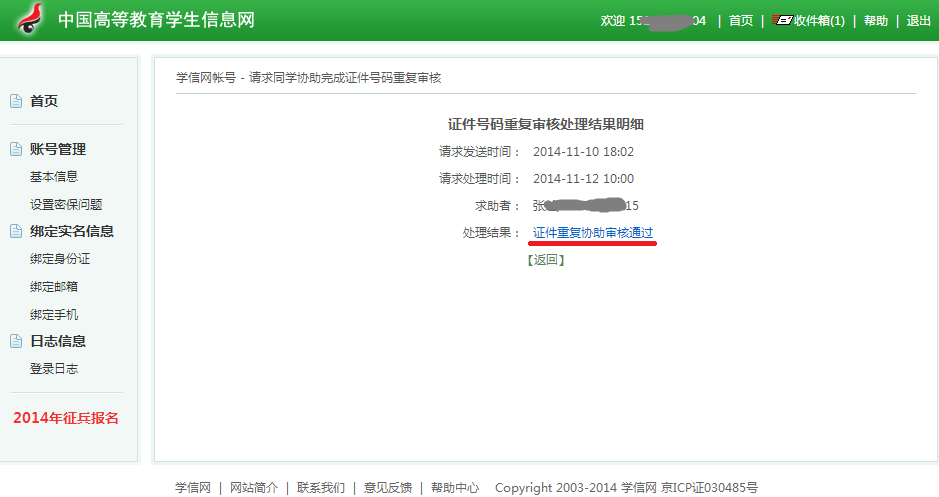 中国高等教育学生信息网
欢迎 15 04 | 首页 | 收件箱(1) | 帮助 | 退出
首页
账号管理
基本信息
设置密保问题
绑定实名信息
绑定身份证
绑定邮箱
绑定手机
日志信息
登录日志
2014年征兵报名
学信网帐号 - 请求同学协助完成证件号码重复审核
证件号码重复审核处理结果明细
请求发送时间： 2014-11-10 18:02
请求处理时间： 2014-11-12 10:00
求助者： 张 15
处理结果： 证件重复协助审核通过
【返回】
学信网 | 网站简介 | 联系我们 | 意见反馈 | 帮助中心 Copyright 2003-2014 学信网 京ICP证030485号